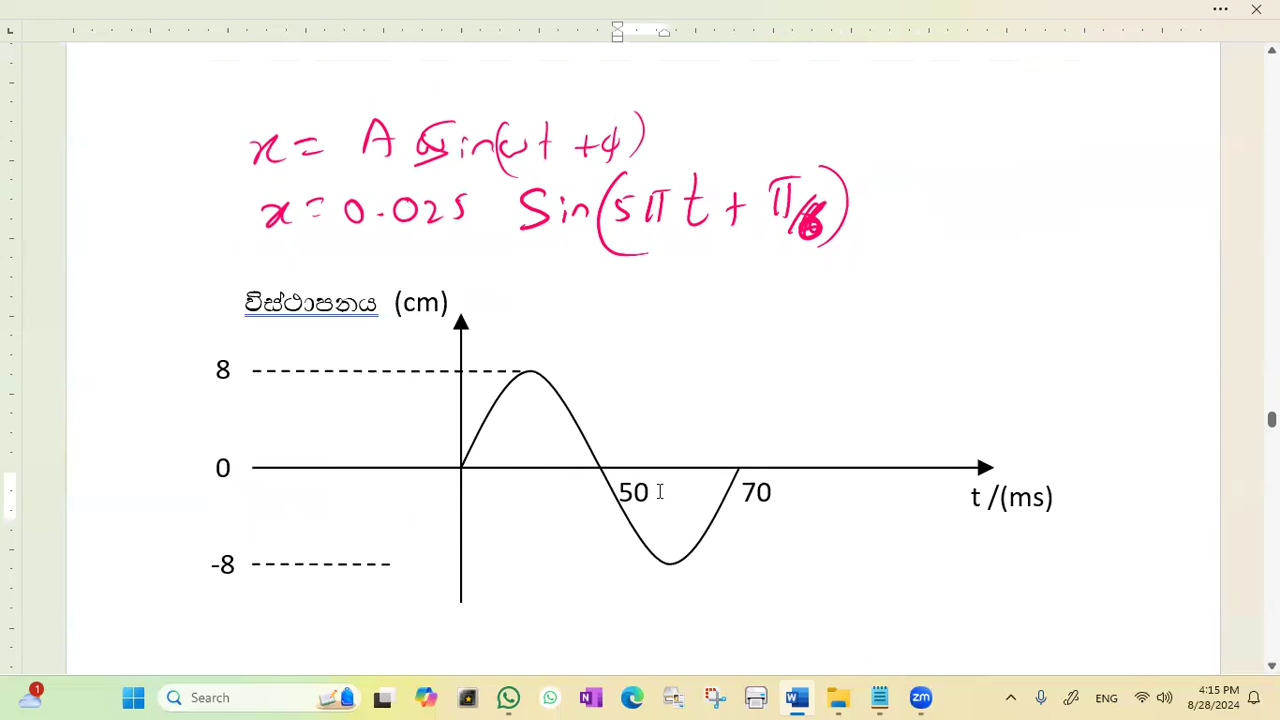 x = A Sin(ωt + φ)
x = 0.025 Sin(5πt + π/6)
විස්ථාපනය (cm)
8
0
50
70
t /(ms)
-8
Search
ENG
4:15 PM
8/28/2024
1